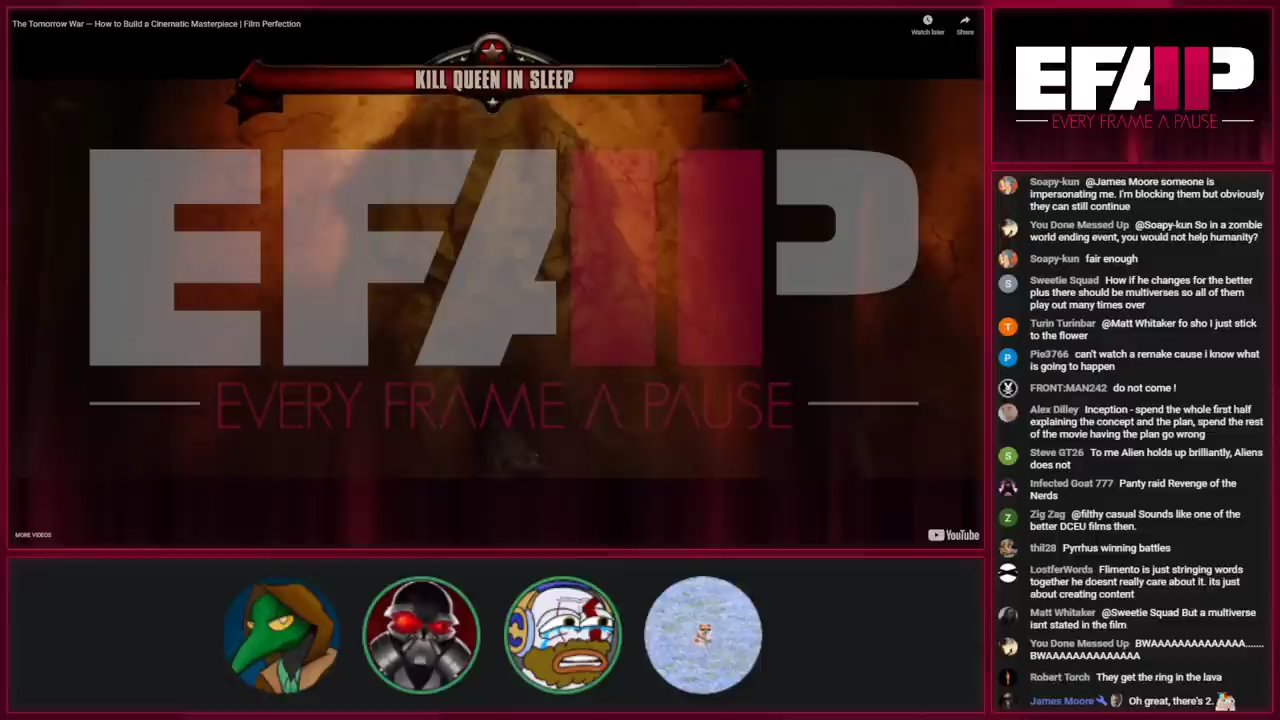 The Tomorrow War — How to Build a Cinematic Masterpiece | Film Perfection
Watch later
Share
KILL QUEEN IN SLEEP
EFAP
EVERY FRAME A PAUSE
MORE VIDEOS
YouTube
EFAP
EVERY FRAME A PAUSE
Soapy-kun @James Moore someone is
impersonating me. I'm blocking them but obviously
they can still continue
You Done Messed Up @Soapy-kun So in a zombie
world ending event, you would not help humanity?
Soapy-kun fair enough
S
Sweetie Squad How if he changes for the better
plus there should be multiverses so all of them
play out many times over
T
Turin Turinbar @Matt Whitaker fo sho I just stick
to the flower
P
Pie3766 can't watch a remake cause i know what
is going to happen
FRONT:MAN242 do not come !
Alex Dilley Inception - spend the whole first half
explaining the concept and the plan, spend the rest
of the movie having the plan go wrong
S
Steve GT26 To me Alien holds up brilliantly, Aliens
does not
Infected Goat 777 Panty raid Revenge of the
Nerds
Z
Zig Zag @filthy casual Sounds like one of the
better DCEU films then.
thil28 Pyrrhus winning battles
LostferWords Flimento is just stringing words
together he doesnt really care about it. its just
about creating content
Matt Whitaker @Sweetie Squad But a multiverse
isnt stated in the film
You Done Messed Up BWAAAAAAAAAAAAAA.......
BWAAAAAAAAAAAAAA
Robert Torch They get the ring in the lava
James Moore Oh great, there's 2.